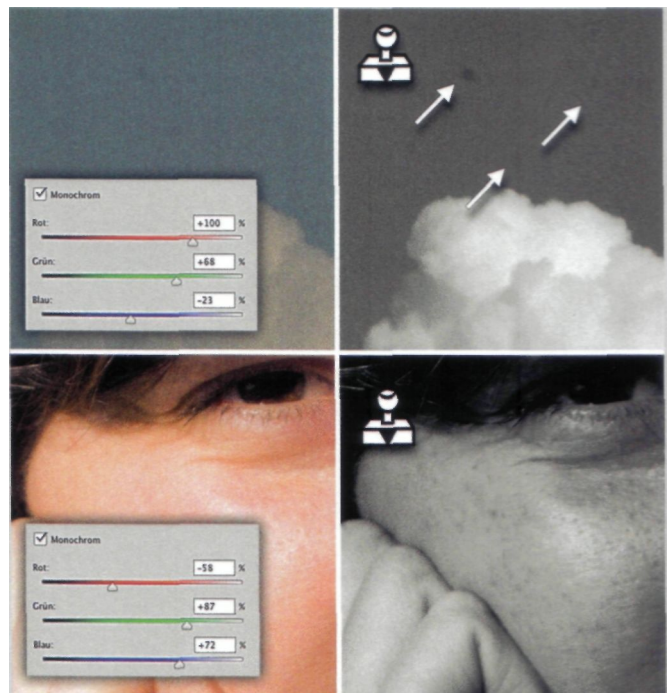 Monochrom
Rot: +100 %
Grün: +68 %
Blau: -23 %
Monochrom
Rot: -58 %
Grün: +87 %
Blau: +72 %